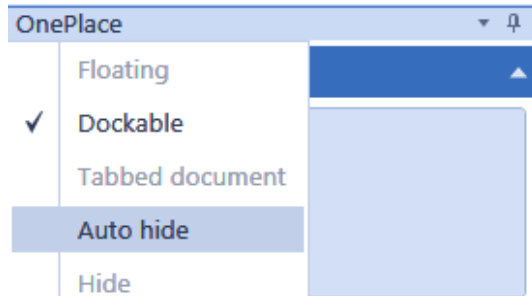 OnePlace
Floating
Dockable
Tabbed document
Auto hide
Hide